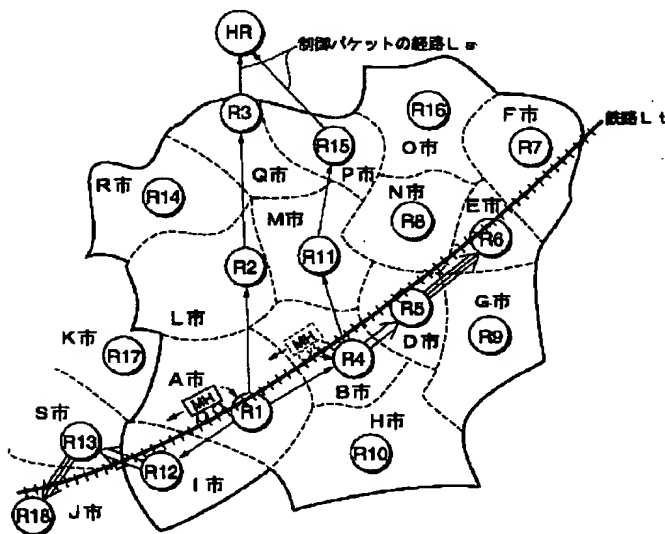 HR
制御パケットの経路La
R3
R16
F市
鉄路Lt
R15
O市
R7
Q市
P市
R市
R14
N市
E市
M市
R8
R6
R2
R11
R5
G市
L市
K市
MH
D市
R9
R17
R4
A市
B市
S市
MH
R1
H市
R13
R12
I市
R10
R18
J市